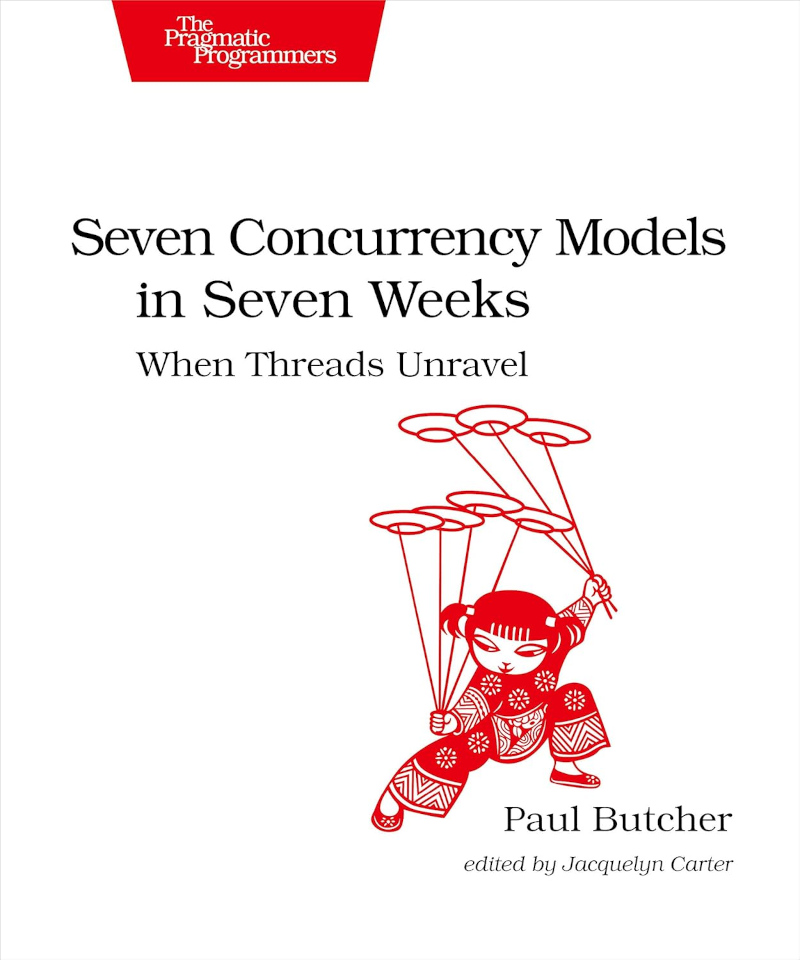 The
Pragmatic
Programmers
Seven Concurrency Models
in Seven Weeks
When Threads Unravel
Paul Butcher
edited by Jacquelyn Carter